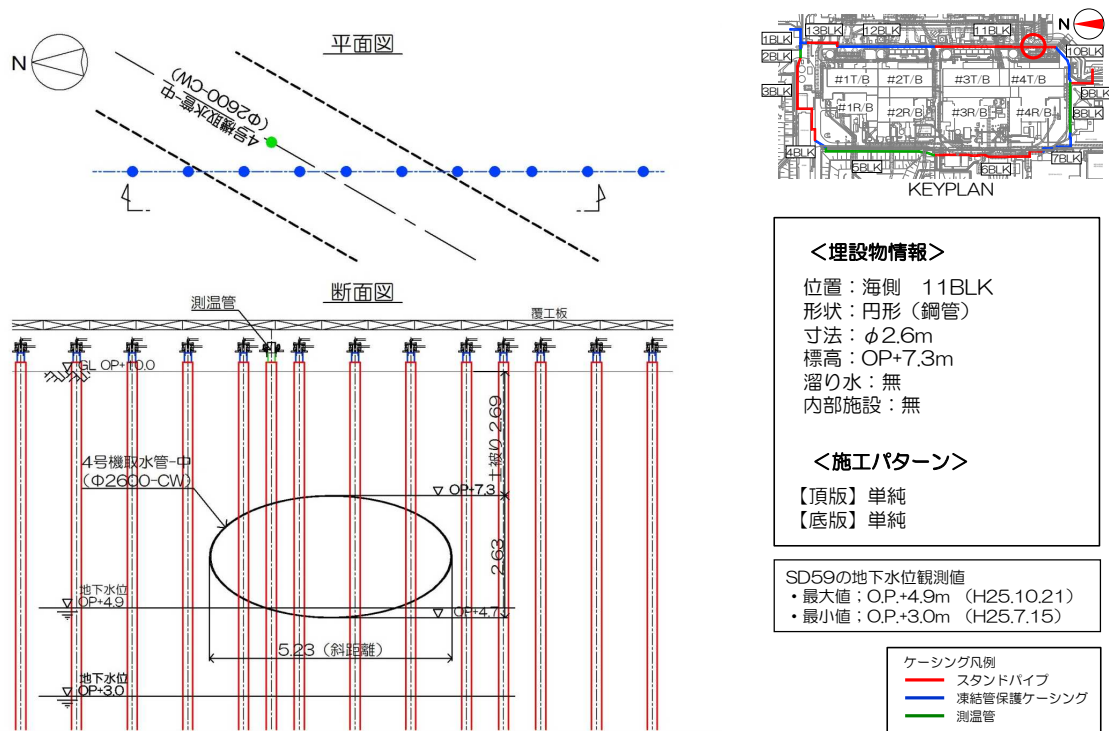 平面図
N
4号機取水管-中
(Φ2600-CW)
断面図
測温管
覆工板
GL OP+10.0
土被り 2.69
4号機取水管-中
(Φ2600-CW)
OP+7.3
2.63
地下水位
OP+4.9
OP+4.7
5.23（斜距離）
地下水位
OP+3.0
N
1BLK
13BLK
12BLK
11BLK
10BLK
2BLK
#1T/B
#2T/B
#3T/B
#4T/B
3BLK
9BLK
#1R/B
#2R/B
#3R/B
#4R/B
8BLK
4BLK
5BLK
6BLK
7BLK
KEYPLAN
＜埋設物情報＞
位置：海側　11BLK
形状：円形（鋼管）
寸法：φ2.6m
標高：OP+7.3m
溜り水：無
内部施設：無
＜施工パターン＞
【頂版】単純
【底版】単純
SD59の地下水位観測値
・最大値；O.P.+4.9m （H25.10.21）
・最小値；O.P.+3.0m （H25.7.15）
ケーシング凡例
スタンドパイプ
凍結管保護ケーシング
測温管